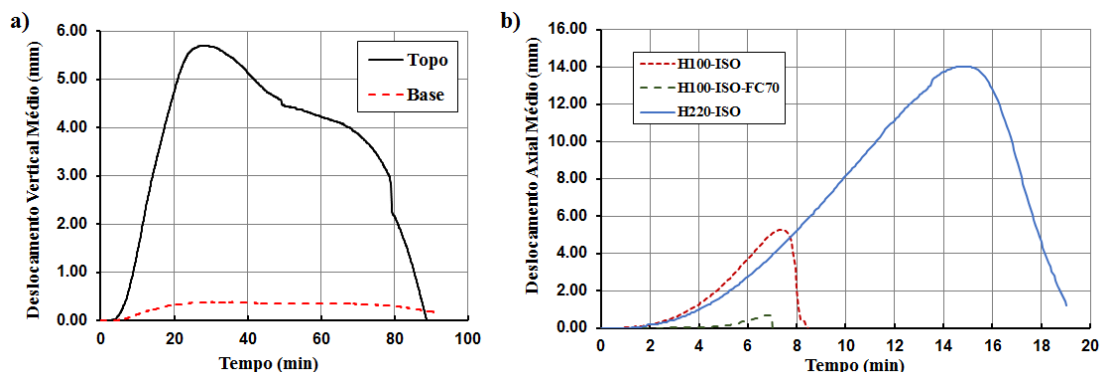 a)
Deslocamento Vertical Médio (mm)
6.00
5.00
4.00
3.00
2.00
1.00
0.00
Topo
Base
0 20 40 60 80 100
Tempo (min)
b)
Deslocamento Axial Médio (mm)
16.00
14.00
12.00
10.00
8.00
6.00
4.00
2.00
0.00
H100-ISO
H100-ISO-FC70
H220-ISO
0 2 4 6 8 10 12 14 16 18 20
Tempo (min)